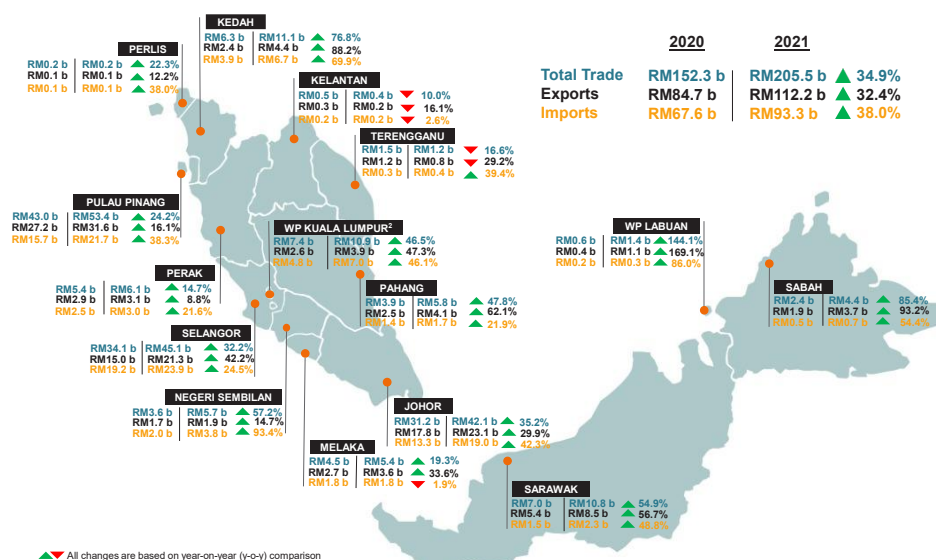 KEDAH
RM6.3 b RM11.1 b 76.8%
RM2.4 b RM4.4 b 88.2%
RM3.9 b RM6.7 b 69.9%
PERLIS
RM0.2 b RM0.2 b 22.3%
RM0.1 b RM0.1 b 12.2%
RM0.1 b RM0.1 b 38.0%
KELANTAN
RM0.5 b RM0.4 b 10.0%
RM0.3 b RM0.2 b 16.1%
RM0.2 b RM0.2 b 2.6%
2020 2021
Total Trade RM152.3 b RM205.5 b 34.9%
Exports RM84.7 b RM112.2 b 32.4%
Imports RM67.6 b RM93.3 b 38.0%
TERENGGANU
RM1.5 b RM1.2 b 16.6%
RM1.2 b RM0.8 b 29.2%
RM0.3 b RM0.4 b 39.4%
PULAU PINANG
RM43.0 b RM53.4 b 24.2%
RM27.2 b RM31.6 b 16.1%
RM15.7 b RM21.7 b 38.3%
WP KUALA LUMPUR²
RM7.4 b RM10.9 b 46.5%
RM2.6 b RM3.9 b 47.3%
RM4.8 b RM7.0 b 46.1%
WP LABUAN
RM0.6 b RM1.4 b 144.1%
RM0.4 b RM1.1 b 169.1%
RM0.2 b RM0.3 b 86.0%
PERAK
RM5.4 b RM6.1 b 14.7%
RM2.9 b RM3.1 b 8.8%
RM2.5 b RM3.0 b 21.6%
PAHANG
RM3.9 b RM5.8 b 47.8%
RM2.5 b RM4.1 b 62.1%
RM1.4 b RM1.7 b 21.9%
SABAH
RM2.4 b RM4.4 b 85.4%
RM1.9 b RM3.7 b 93.2%
RM0.5 b RM0.7 b 54.4%
SELANGOR
RM34.1 b RM45.1 b 32.2%
RM15.0 b RM21.3 b 42.2%
RM19.2 b RM23.9 b 24.5%
NEGERI SEMBILAN
RM3.6 b RM5.7 b 57.2%
RM1.7 b RM1.9 b 14.7%
RM2.0 b RM3.8 b 93.4%
JOHOR
RM31.2 b RM42.1 b 35.2%
RM17.8 b RM23.1 b 29.9%
RM13.3 b RM19.0 b 42.3%
MELAKA
RM4.5 b RM5.4 b 19.3%
RM2.7 b RM3.6 b 33.6%
RM1.8 b RM1.8 b 1.9%
SARAWAK
RM7.0 b RM10.8 b 54.9%
RM5.4 b RM8.5 b 56.7%
RM1.5 b RM2.3 b 48.8%
All changes are based on year-on-year (y-o-y) comparison